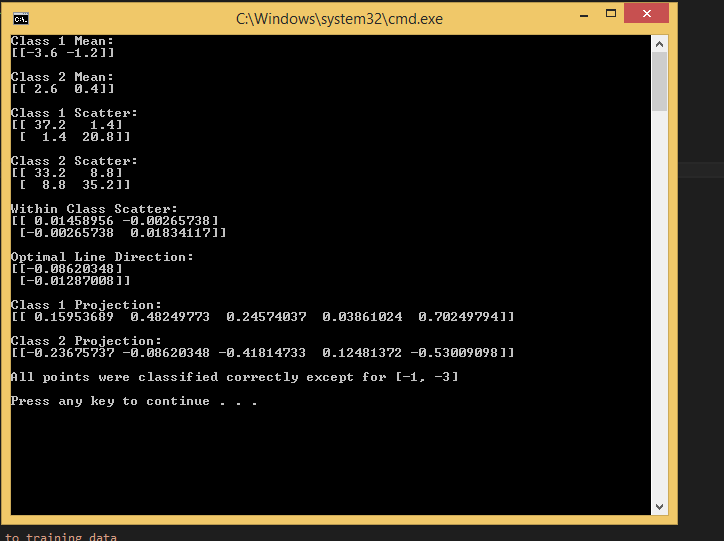 C:\Windows\system32\cmd.exe
Class 1 Mean:
[[-3.6 -1.2]]
Class 2 Mean:
[[ 2.6  0.4]]
Class 1 Scatter:
[[ 37.2   1.4]
 [  1.4  20.8]]
Class 2 Scatter:
[[ 33.2   8.8]
 [  8.8  35.2]]
Within Class Scatter:
[[ 0.01458956 -0.00265738]
 [-0.00265738  0.01834117]]
Optimal Line Direction:
[[-0.08620348]
 [-0.01287008]]
Class 1 Projection:
[[ 0.15953689  0.48249773  0.24574037  0.03861024  0.70249794]]
Class 2 Projection:
[[-0.23675737 -0.08620348 -0.41814733  0.12481372 -0.53009098]]
All points were classified correctly except for [-1, -3]
Press any key to continue . . .
to training data